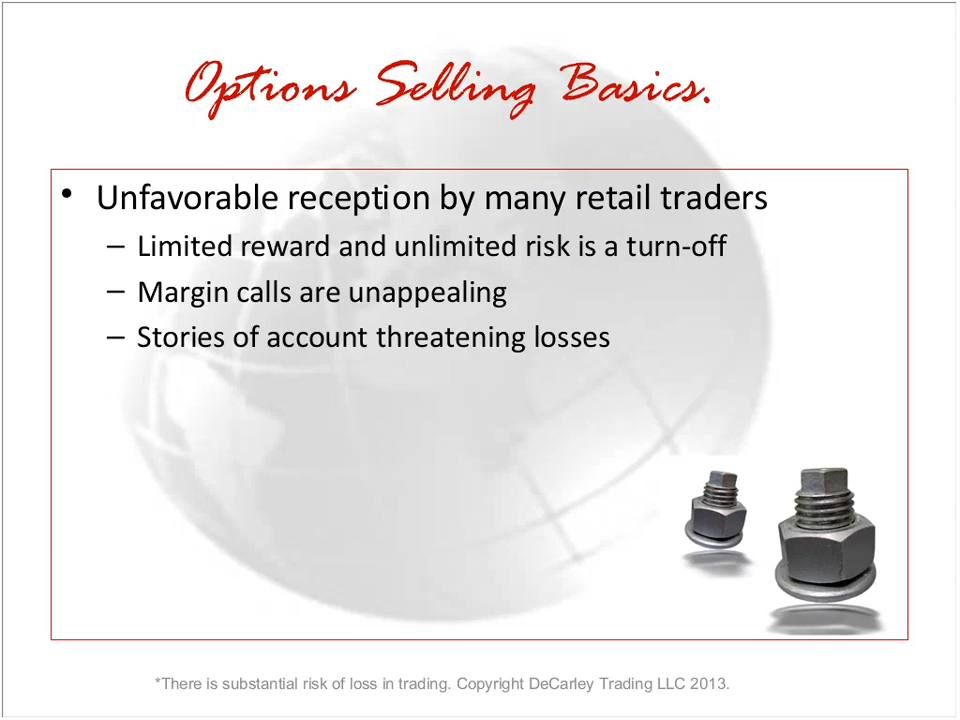 Options Selling Basics.
• Unfavorable reception by many retail traders
– Limited reward and unlimited risk is a turn-off
– Margin calls are unappealing
– Stories of account threatening losses
*There is substantial risk of loss in trading. Copyright DeCarley Trading LLC 2013.